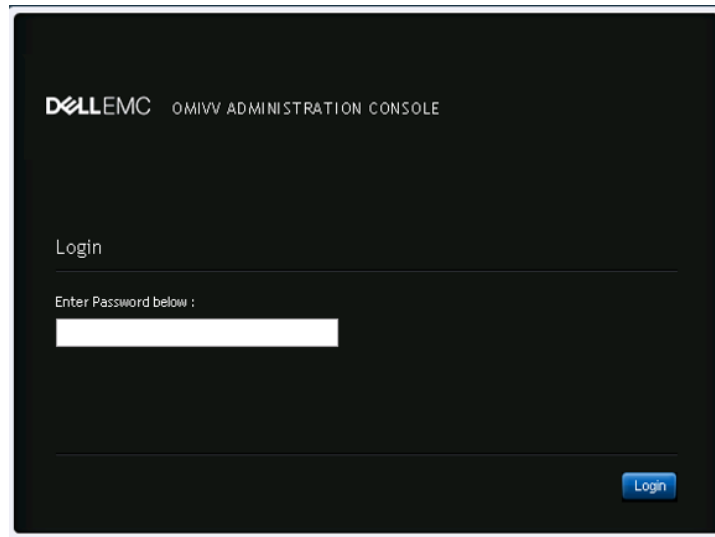 DELLEMC OMIVV ADMINISTRATION CONSOLE
Login
Enter Password below :
Login